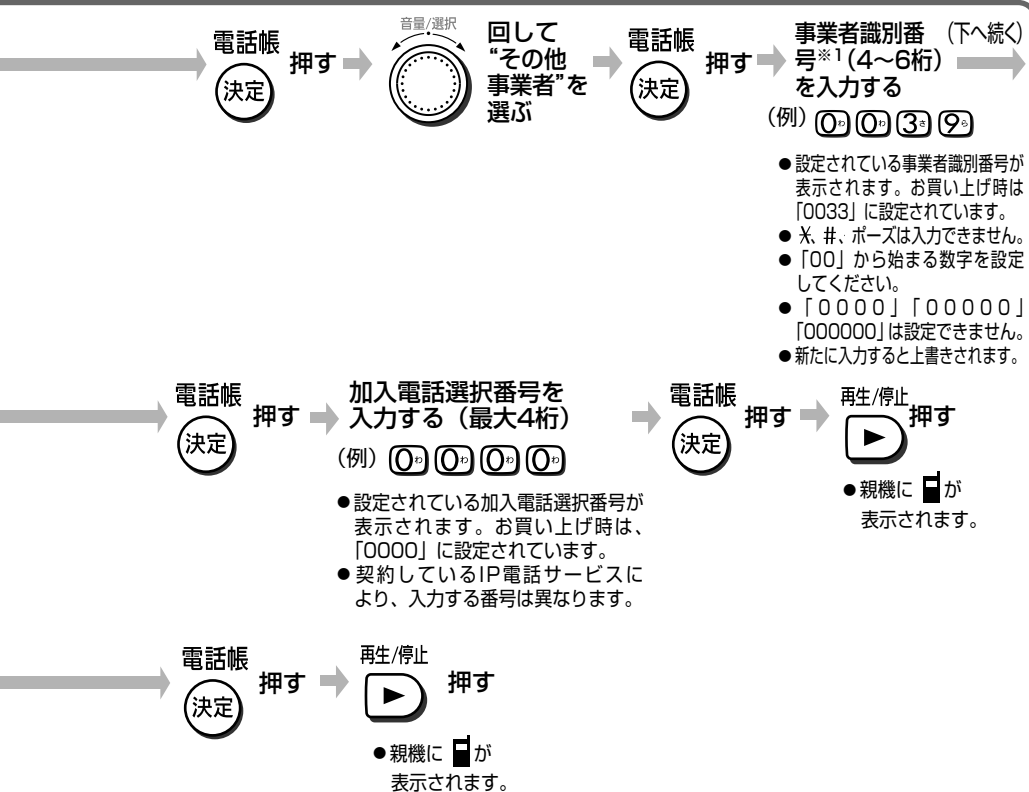 電話帳
決定
押す
音量/選択
回して
“その他
事業者”を
選ぶ
電話帳
決定
押す
事業者識別番 （下へ続く）
号※1（4～6桁）
を入力する
（例） 0わ 0わ 3さ 9ら
●設定されている事業者識別番号が
表示されます。お買い上げ時は
「0033」に設定されています。
●＊、＃、ポーズは入力できません。
●「00」から始まる数字を設定
してください。
●「0000」「00000」
「000000」は設定できません。
●新たに入力すると上書きされます。
電話帳
決定
押す
加入電話選択番号を
入力する（最大4桁）
（例） 0わ 0わ 0わ 0わ
●設定されている加入電話選択番号が
表示されます。お買い上げ時は、
「0000」に設定されています。
●契約しているIP電話サービスに
より、入力する番号は異なります。
電話帳
決定
押す
再生/停止
押す
●親機に が
表示されます。
電話帳
決定
押す
再生/停止
押す
●親機に が
表示されます。